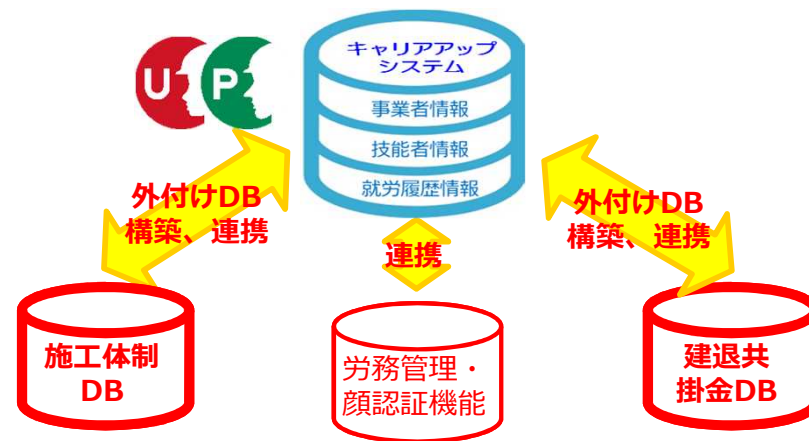 UP
キャリアアップ
システム
事業者情報
技能者情報
就労履歴情報
外付けDB
構築、連携
連携
外付けDB
構築、連携
施工体制
DB
労務管理・
顔認証機能
建退共
掛金DB